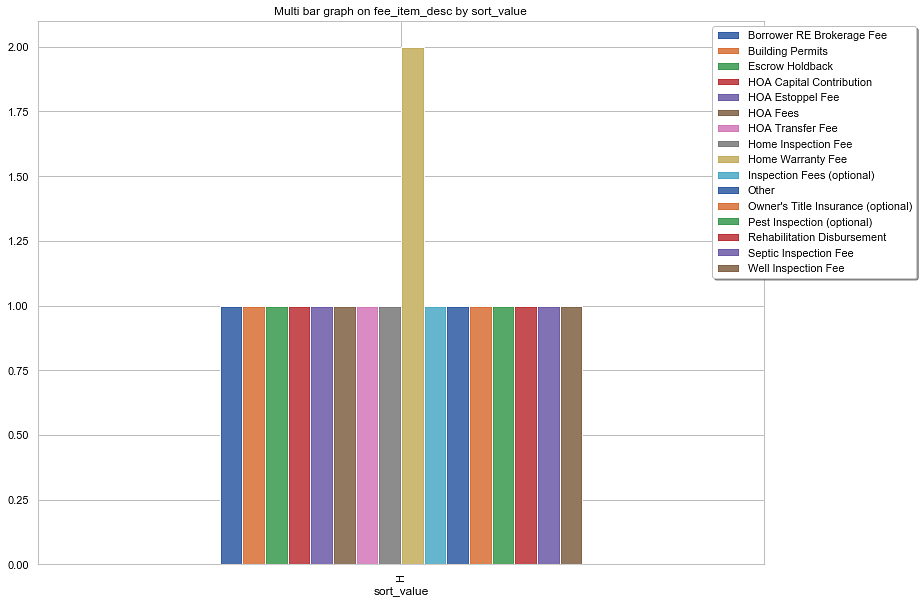 Multi bar graph on fee_item_desc by sort_value
2.00
1.75
1.50
1.25
1.00
0.75
0.50
0.25
0.00
H
sort_value
Borrower RE Brokerage Fee
Building Permits
Escrow Holdback
HOA Capital Contribution
HOA Estoppel Fee
HOA Fees
HOA Transfer Fee
Home Inspection Fee
Home Warranty Fee
Inspection Fees (optional)
Other
Owner's Title Insurance (optional)
Pest Inspection (optional)
Rehabilitation Disbursement
Septic Inspection Fee
Well Inspection Fee